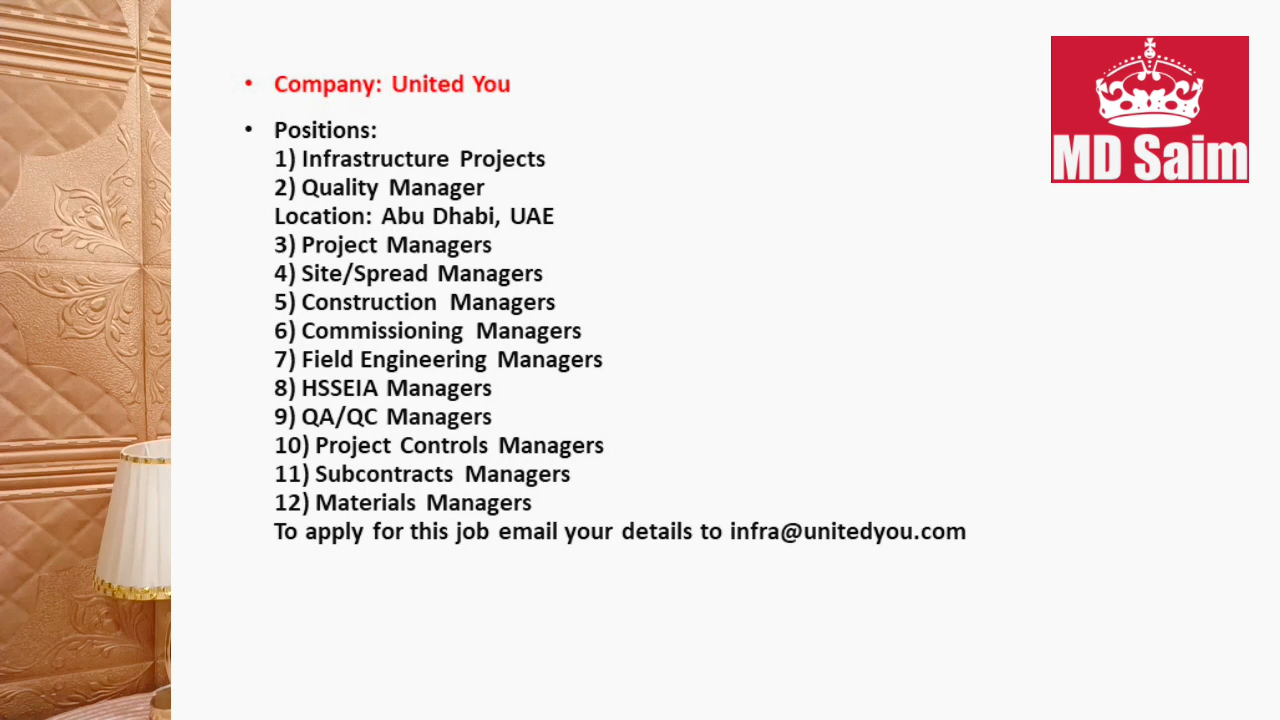 • Company: United You
• Positions:
1) Infrastructure Projects
2) Quality Manager
Location: Abu Dhabi, UAE
3) Project Managers
4) Site/Spread Managers
5) Construction Managers
6) Commissioning Managers
7) Field Engineering Managers
8) HSSEIA Managers
9) QA/QC Managers
10) Project Controls Managers
11) Subcontracts Managers
12) Materials Managers
To apply for this job email your details to infra@unitedyou.com
MD Saim